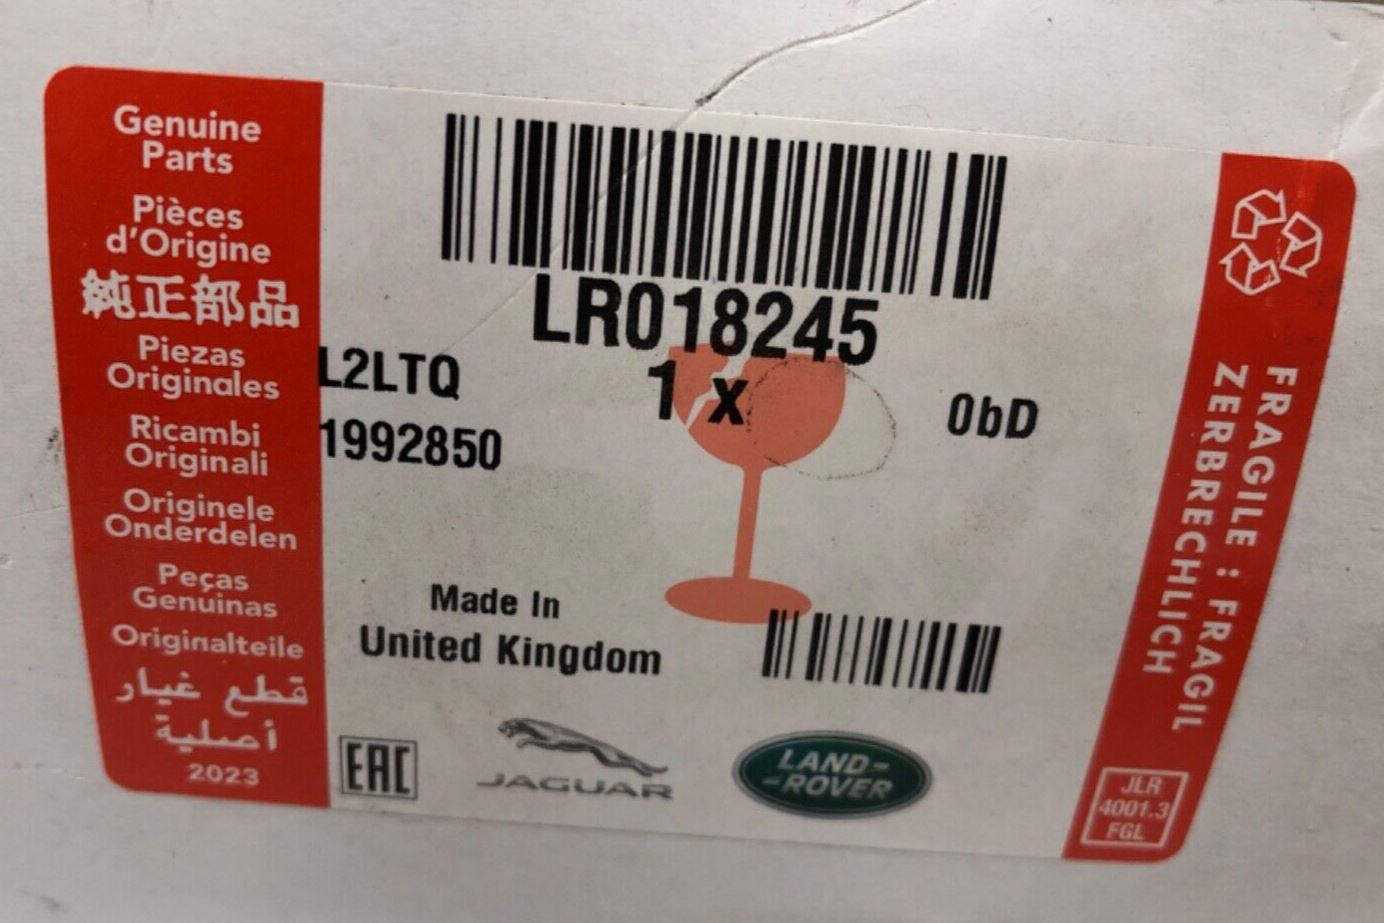 Genuine
Parts
Pièces
d'Origine
純正部品
Piezas
Originales
Ricambi
Originali
Originele
Onderdelen
Peças
Genuinas
Originalteile
قطع غيار
أصلية
2023
LR018245
L2LTQ
1 x
0bD
1992850
Made In
United Kingdom
EAC
JAGUAR
LAND-
-ROVER
FRAGILE : FRAGIL
ZERBRECHLICH
JLR
4001.3
FGL